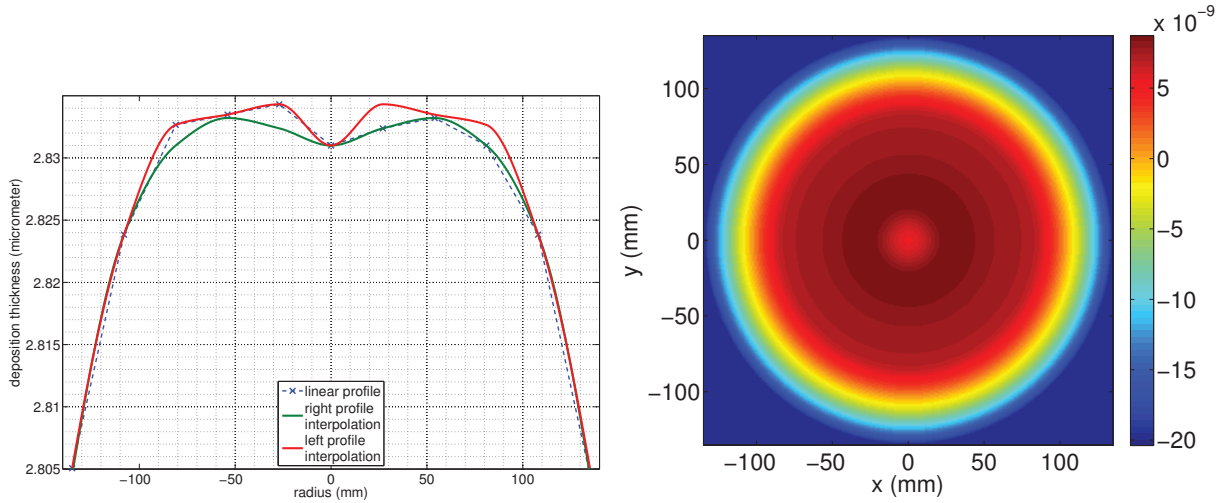 2.83
2.825
2.82
2.815
2.81
2.805
deposition thickness (micrometer)
−100
−50
0
50
100
radius (mm)
linear profile
right profile
interpolation
left profile
interpolation
100
50
0
−50
−100
y (mm)
−100
−50
0
50
100
x (mm)
x 10⁻⁹
5
0
−5
−10
−15
−20